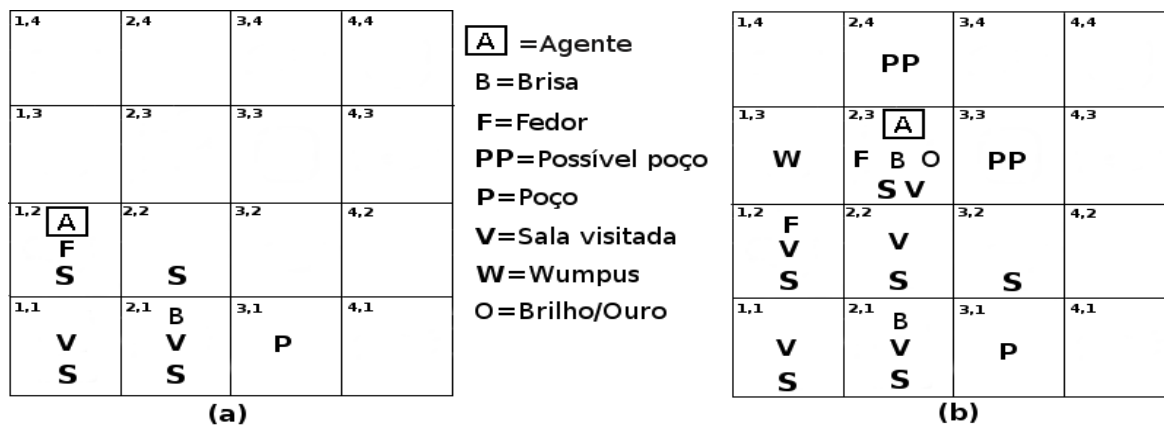 1,4 2,4 3,4 4,4
1,3 2,3 3,3 4,3
1,2 A 2,2 3,2 4,2
F
S S
1,1 2,1 B 3,1 4,1
V V P
S S
(a)
A =Agente
B=Brisa
F=Fedor
PP=Possível poço
P=Poço
V=Sala visitada
W=Wumpus
O=Brilho/Ouro
1,4 2,4 3,4 4,4
PP
1,3 2,3 A 3,3 4,3
W F B O PP
S V
1,2 F 2,2 3,2 4,2
V V
S S S
1,1 2,1 B 3,1 4,1
V V P
S S
(b)